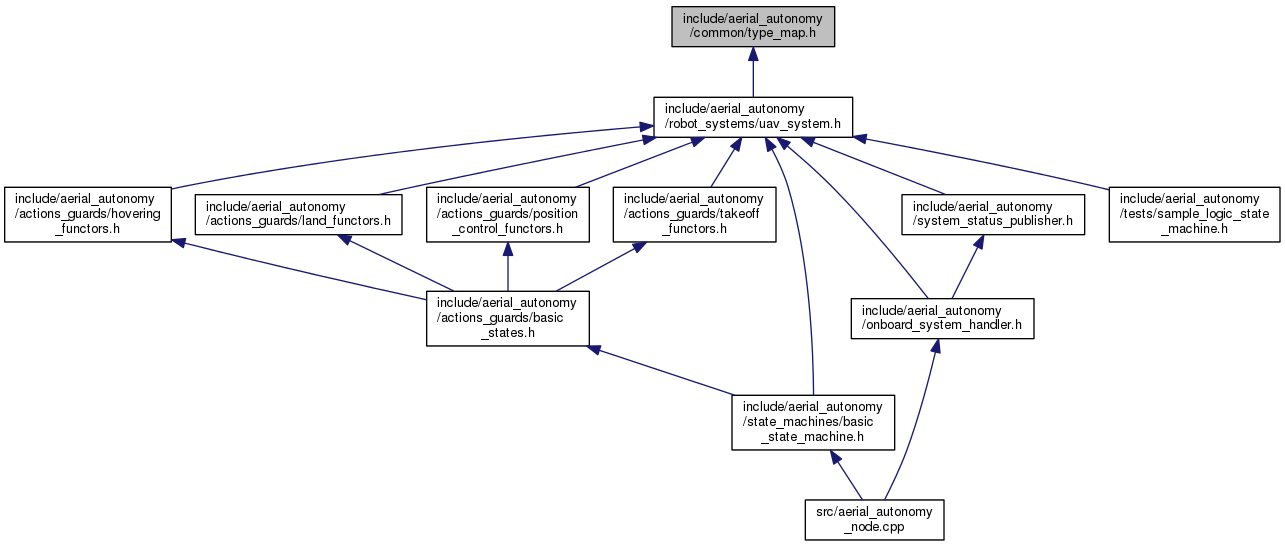 include/aerial_autonomy
/common/type_map.h
include/aerial_autonomy
/robot_systems/uav_system.h
include/aerial_autonomy
/actions_guards/hovering
_functors.h
include/aerial_autonomy
/actions_guards/land_functors.h
include/aerial_autonomy
/actions_guards/position
_control_functors.h
include/aerial_autonomy
/actions_guards/takeoff
_functors.h
include/aerial_autonomy
/system_status_publisher.h
include/aerial_autonomy
/tests/sample_logic_state
_machine.h
include/aerial_autonomy
/actions_guards/basic
_states.h
include/aerial_autonomy
/onboard_system_handler.h
include/aerial_autonomy
/state_machines/basic
_state_machine.h
src/aerial_autonomy
_node.cpp